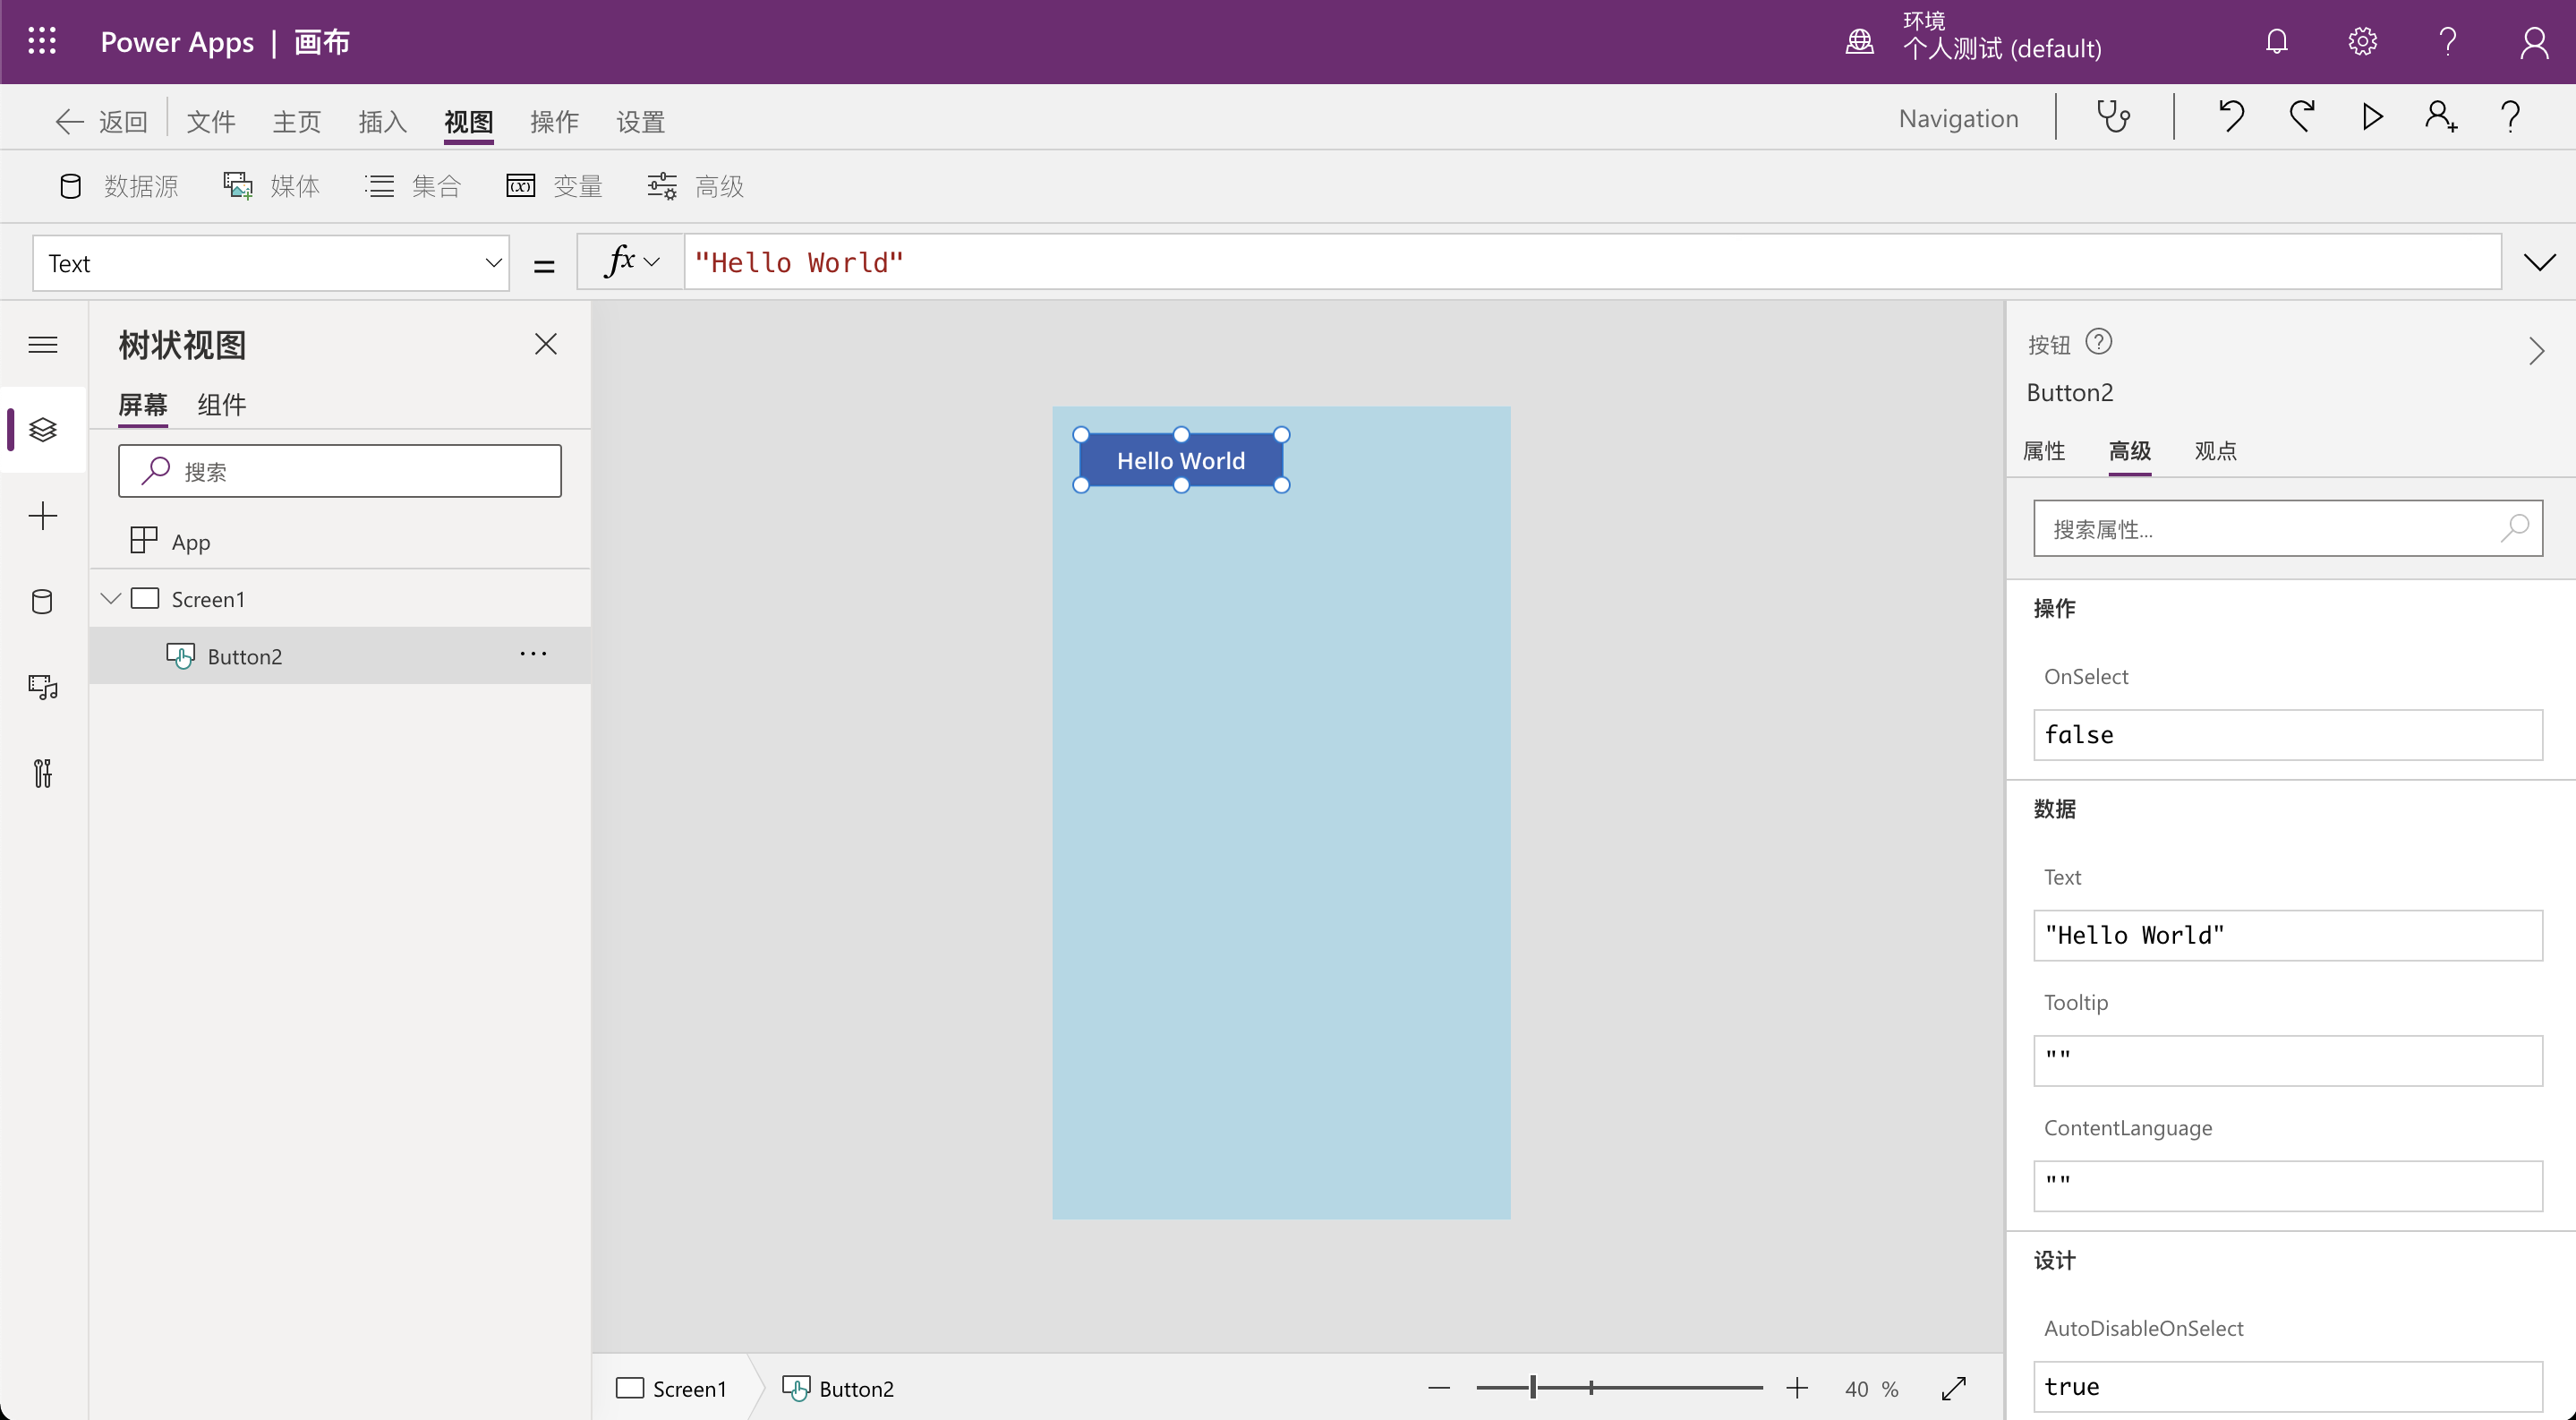 Power Apps | 画布
环境
个人测试 (default)
返回 文件 主页 插入 视图 操作 设置
Navigation
数据源 媒体 集合 变量 高级
Text = fx "Hello World"
树状视图
屏幕 组件
搜索
App
Screen1
Button2
Hello World
Screen1 Button2
40 %
按钮
Button2
属性 高级 观点
搜索属性...
操作
OnSelect
false
数据
Text
"Hello World"
Tooltip
""
ContentLanguage
""
设计
AutoDisableOnSelect
true